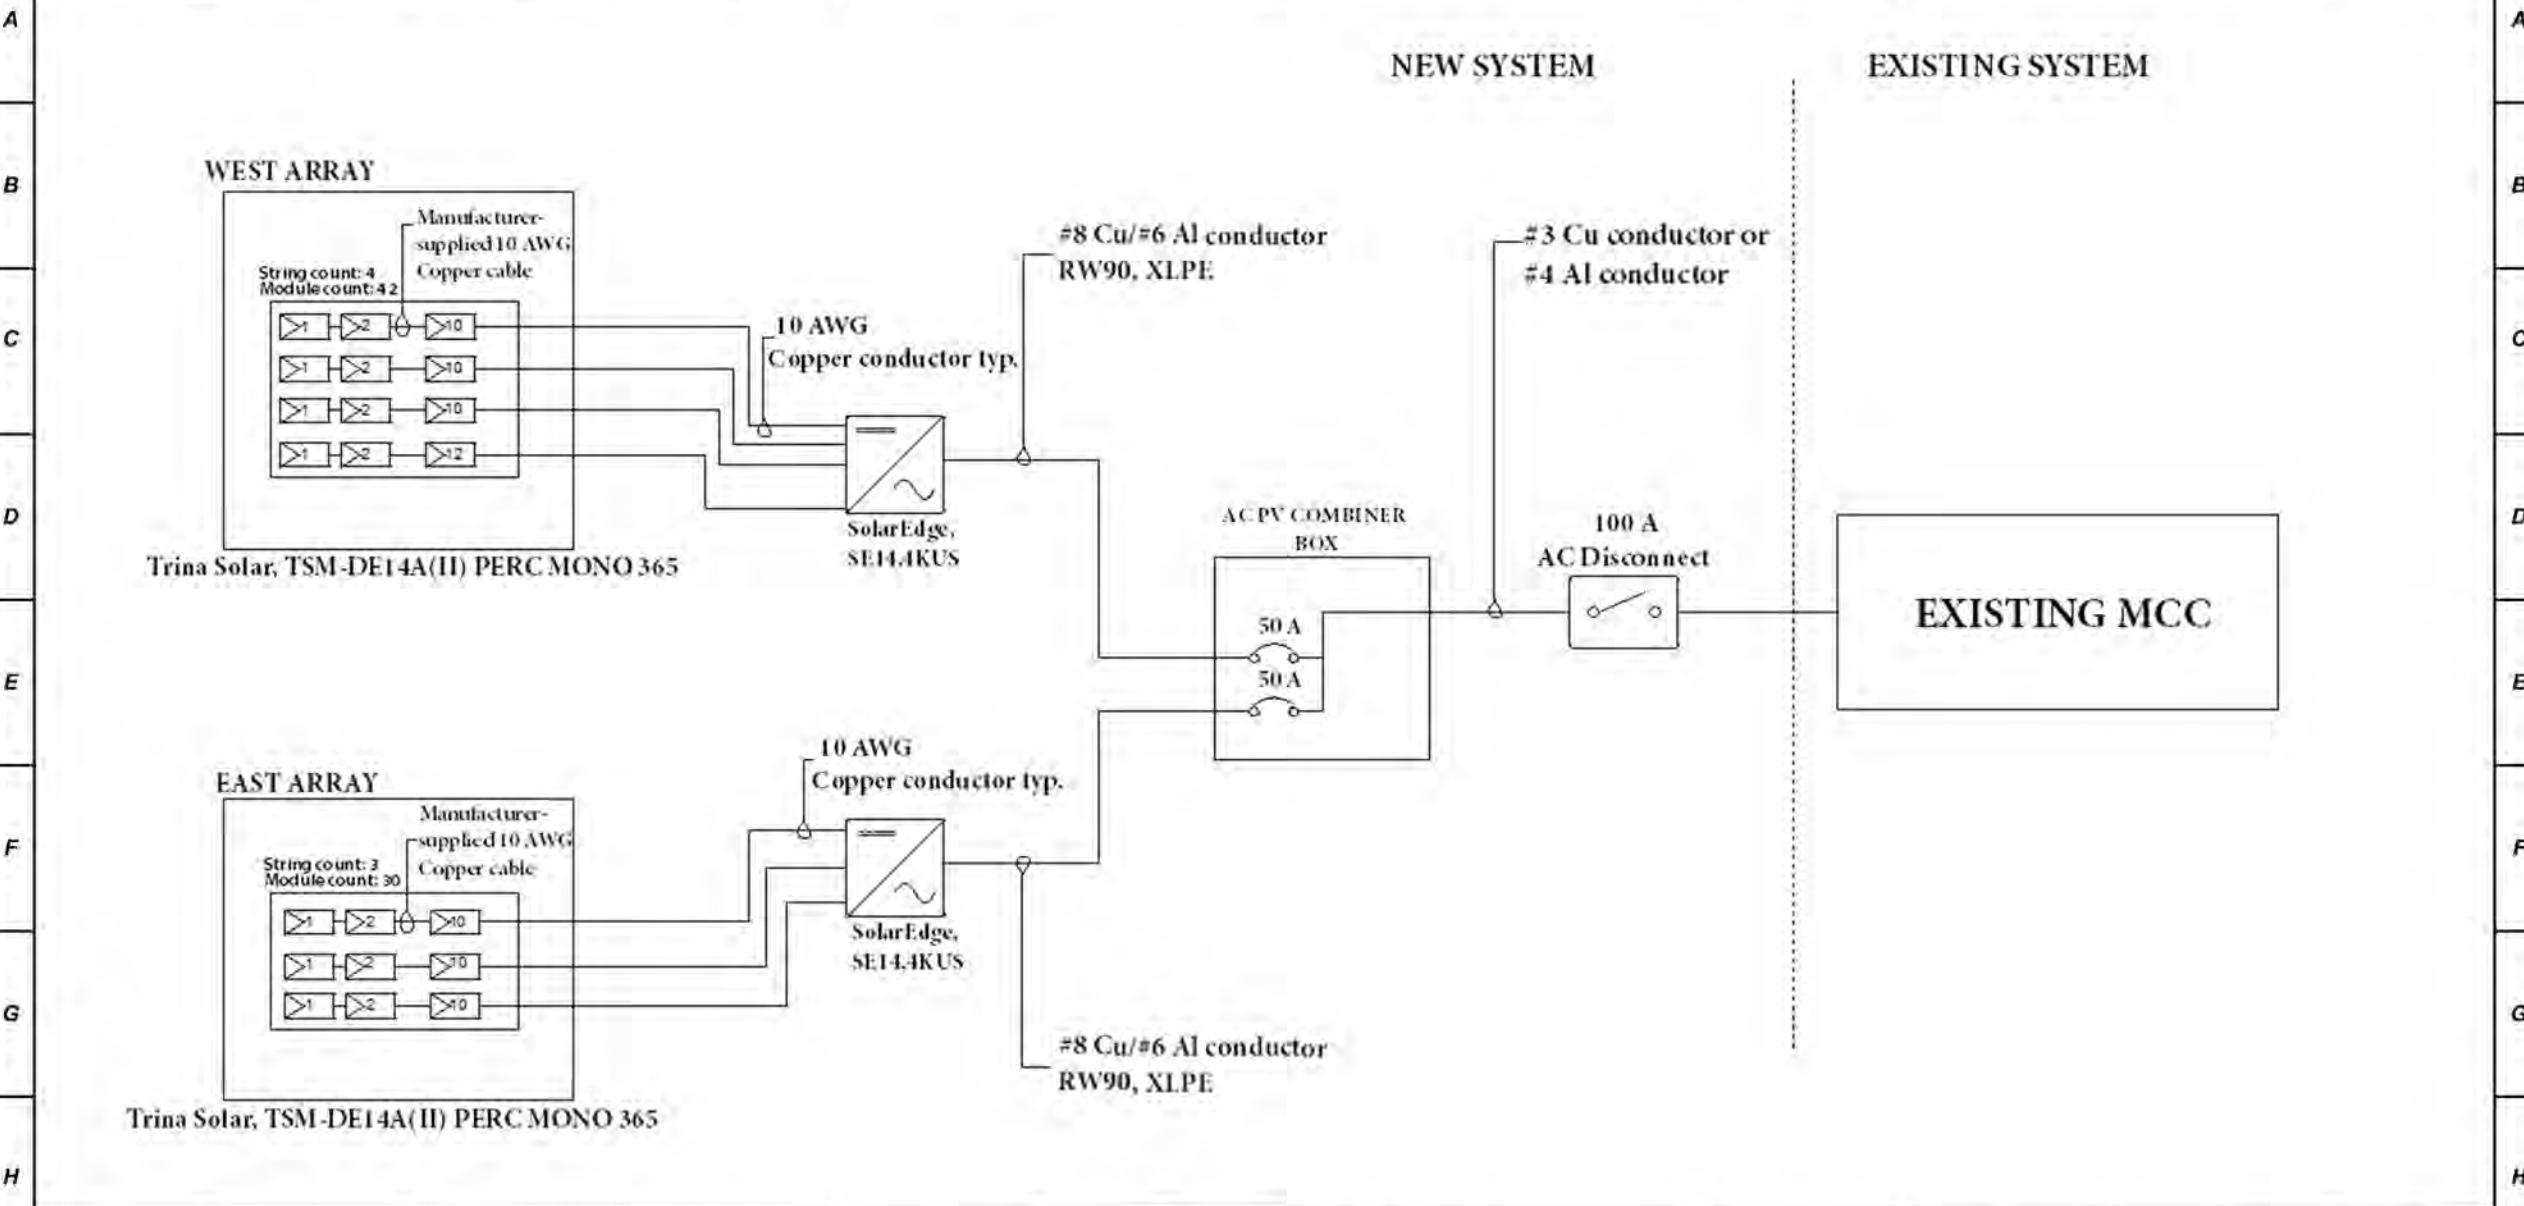 A
A
NEW SYSTEM
EXISTING SYSTEM
B
B
WEST ARRAY
Manufacturer-
supplied 10 AWG
Copper cable
String count: 4
Module count: 42
1
2
10
1
2
10
1
2
10
1
2
12
Trina Solar, TSM-DE14A(II) PERC MONO 365
C
C
10 AWG
Copper conductor typ.
#8 Cu/#6 Al conductor
RW90, XLPE
SolarEdge,
SE14.4KUS
#3 Cu conductor or
#4 Al conductor
D
D
AC PV COMBINER
BOX
50 A
50 A
100 A
AC Disconnect
EXISTING MCC
E
E
EAST ARRAY
Manufacturer-
supplied 10 AWG
Copper cable
String count: 3
Module count: 30
1
2
10
1
2
10
1
2
10
Trina Solar, TSM-DE14A(II) PERC MONO 365
10 AWG
Copper conductor typ.
F
F
SolarEdge,
SE14.4KUS
G
G
#8 Cu/#6 Al conductor
RW90, XLPE
H
H